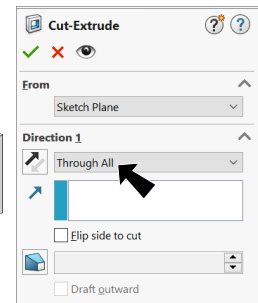 Cut-Extrude
From
Sketch Plane
Direction 1
Through All
Flip side to cut
Draft outward